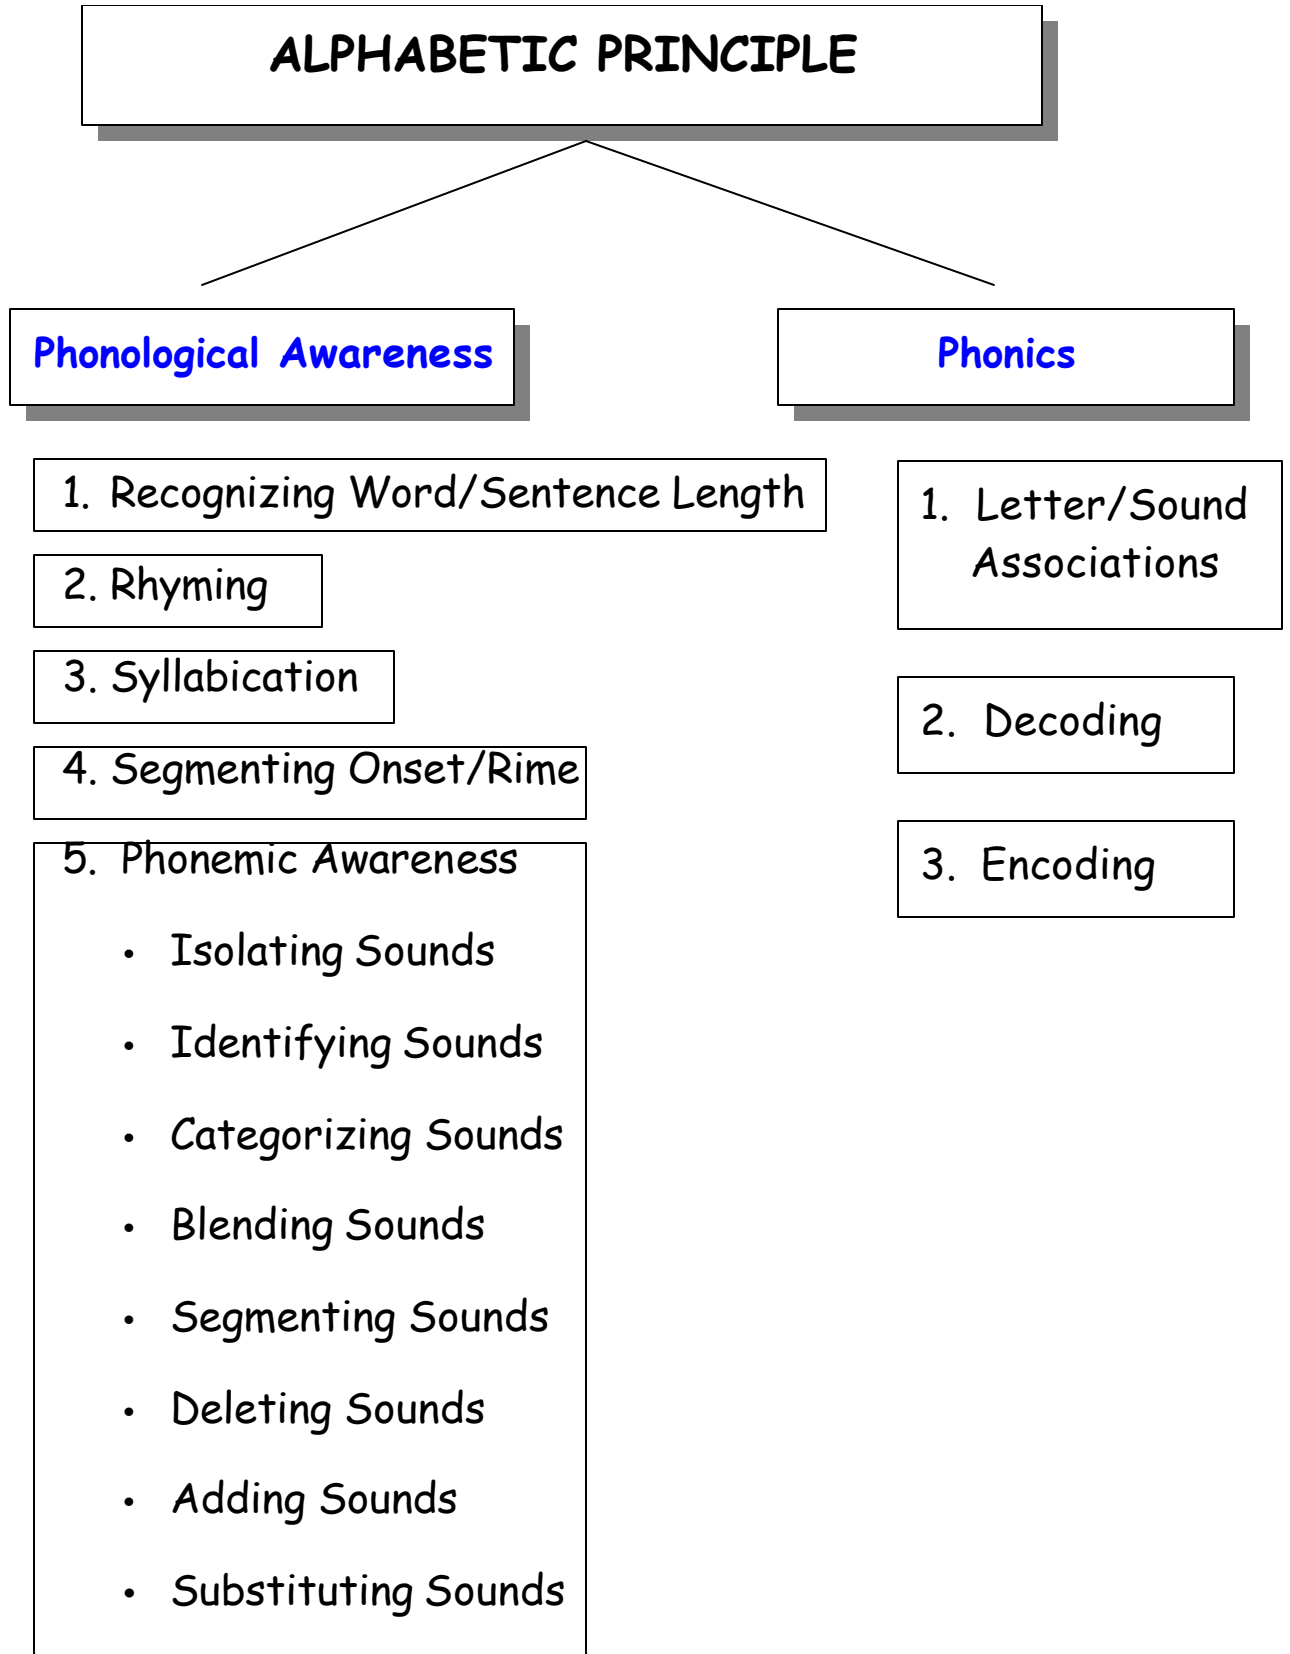 ALPHABETIC PRINCIPLE
Phonological Awareness
1. Recognizing Word/Sentence Length
2. Rhyming
3. Syllabication
4. Segmenting Onset/Rime
5. Phonemic Awareness
• Isolating Sounds
• Identifying Sounds
• Categorizing Sounds
• Blending Sounds
• Segmenting Sounds
• Deleting Sounds
• Adding Sounds
• Substituting Sounds
Phonics
1. Letter/Sound
Associations
2. Decoding
3. Encoding